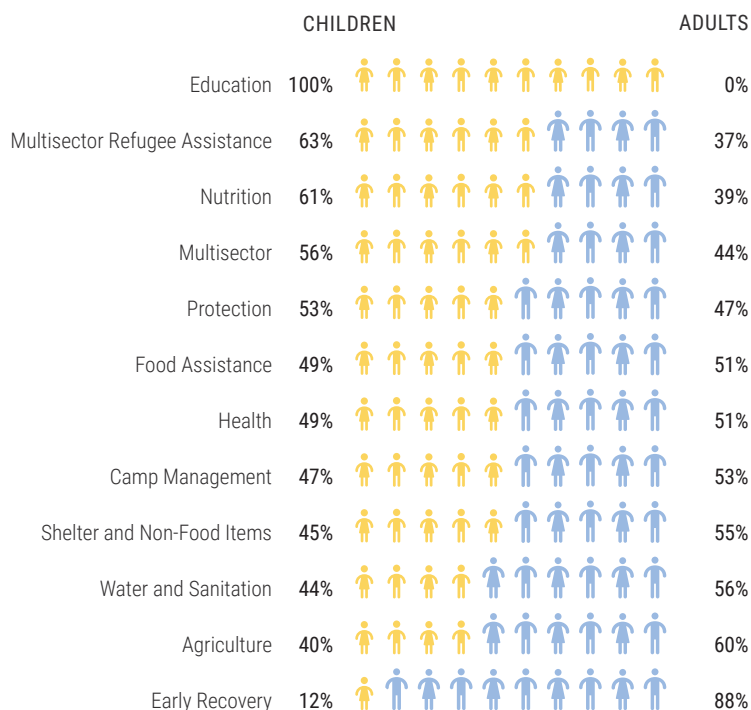 CHILDREN ADULTS
Education 100% 0%
Multisector Refugee Assistance 63% 37%
Nutrition 61% 39%
Multisector 56% 44%
Protection 53% 47%
Food Assistance 49% 51%
Health 49% 51%
Camp Management 47% 53%
Shelter and Non-Food Items 45% 55%
Water and Sanitation 44% 56%
Agriculture 40% 60%
Early Recovery 12% 88%